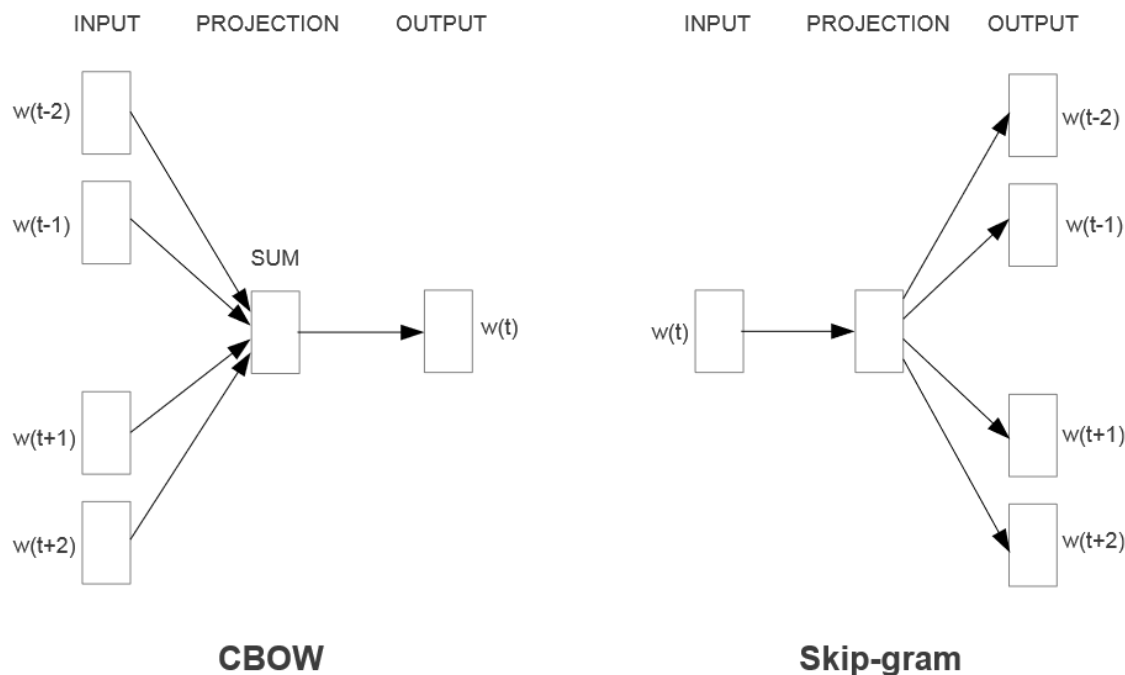 INPUT PROJECTION OUTPUT
w(t-2)
w(t-1)
SUM
w(t)
w(t+1)
w(t+2)
CBOW
INPUT PROJECTION OUTPUT
w(t-2)
w(t-1)
w(t)
w(t+1)
w(t+2)
Skip-gram